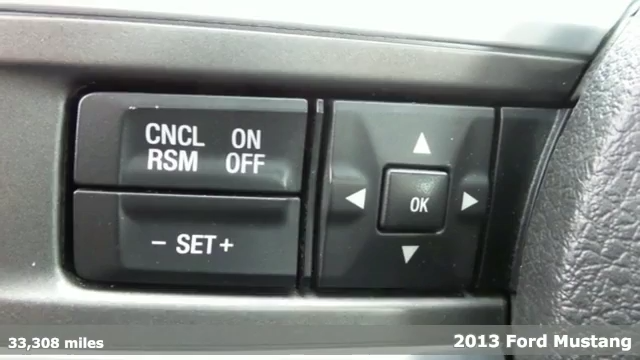 CNCL ON
RSM OFF
- SET +
OK
33,308 miles
2013 Ford Mustang